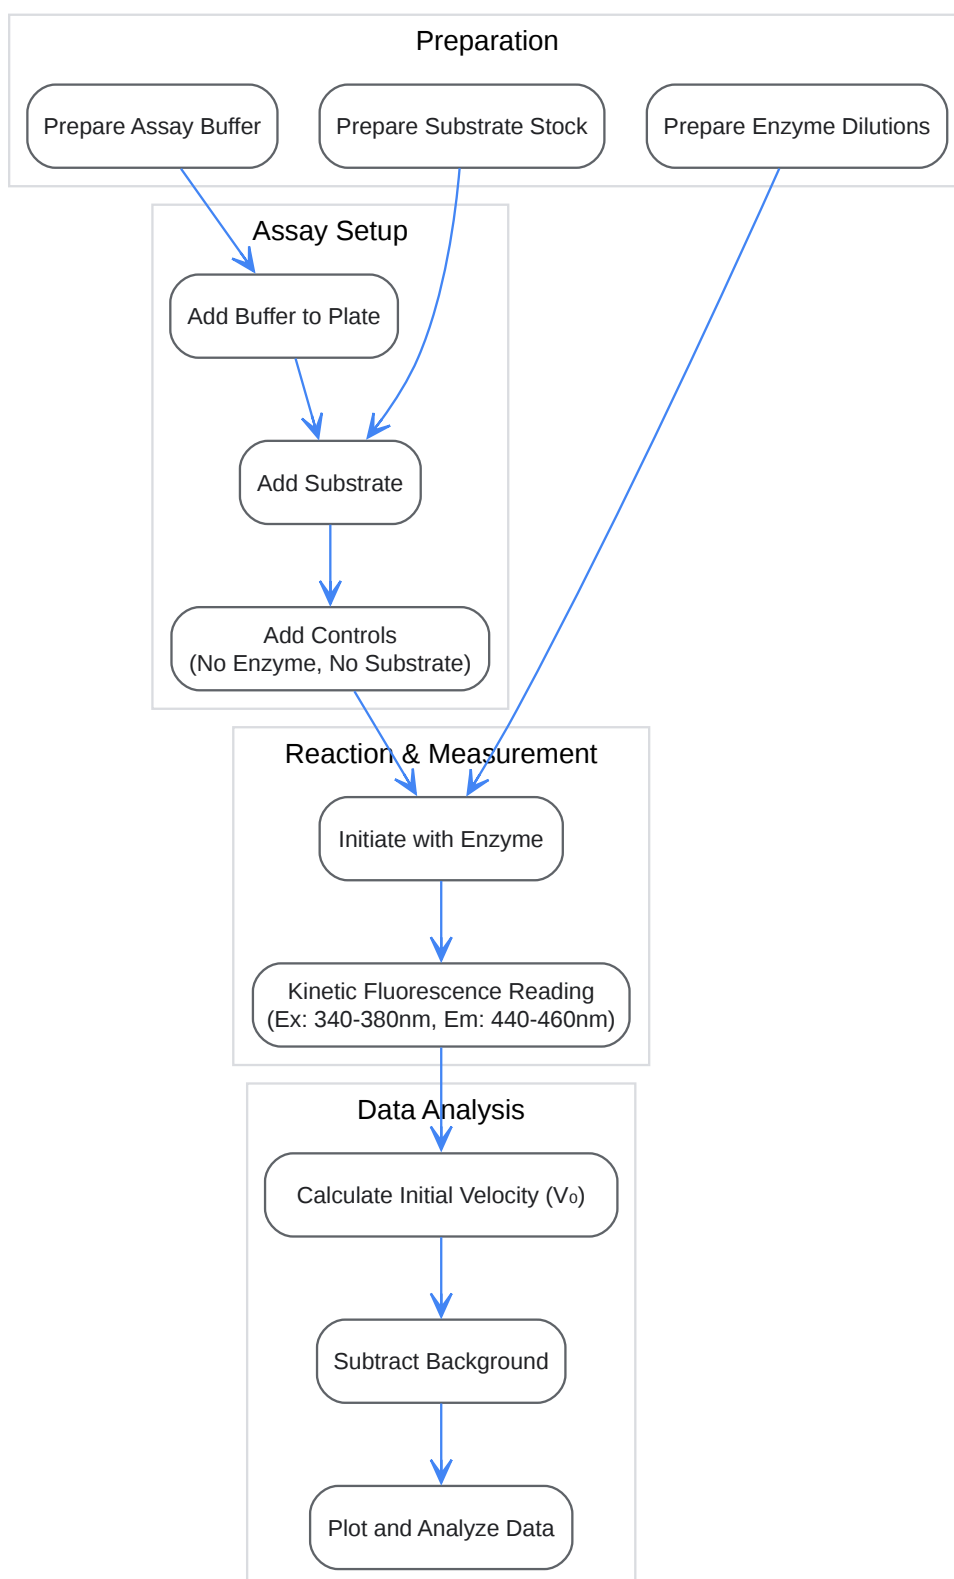 Preparation
Prepare Assay Buffer
Prepare Substrate Stock
Prepare Enzyme Dilutions
Assay Setup
Add Buffer to Plate
Add Substrate
Add Controls
(No Enzyme, No Substrate)
Reaction & Measurement
Initiate with Enzyme
Kinetic Fluorescence Reading
(Ex: 340-380nm, Em: 440-460nm)
Data Analysis
Calculate Initial Velocity (V₀)
Subtract Background
Plot and Analyze Data